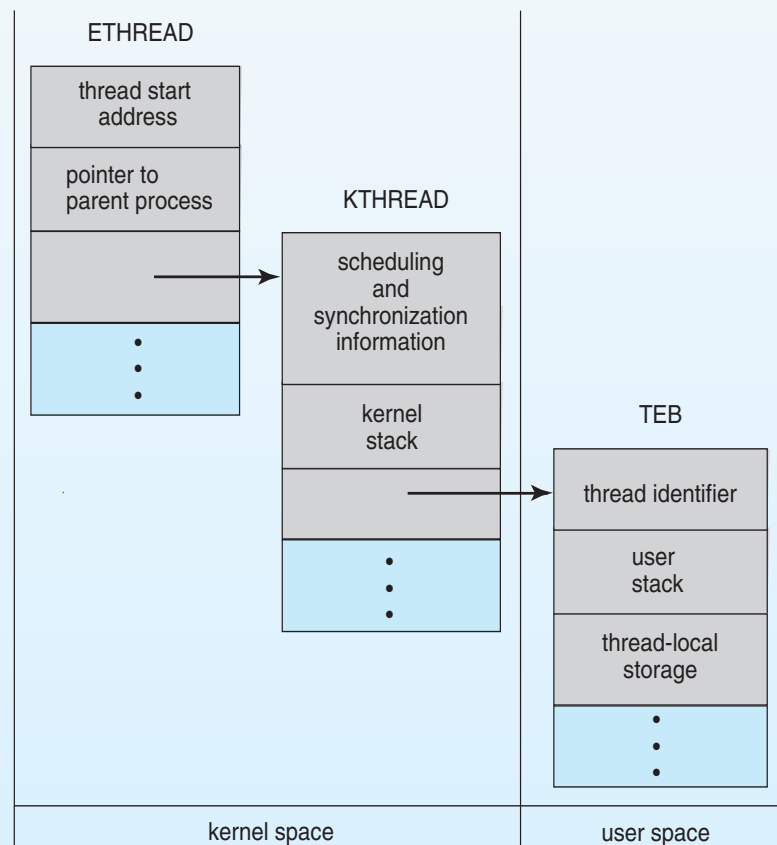 ETHREAD
thread start
address
pointer to
parent process
KTHREAD
scheduling
and
synchronization
information
kernel
stack
TEB
thread identifier
user
stack
thread-local
storage
kernel space
user space